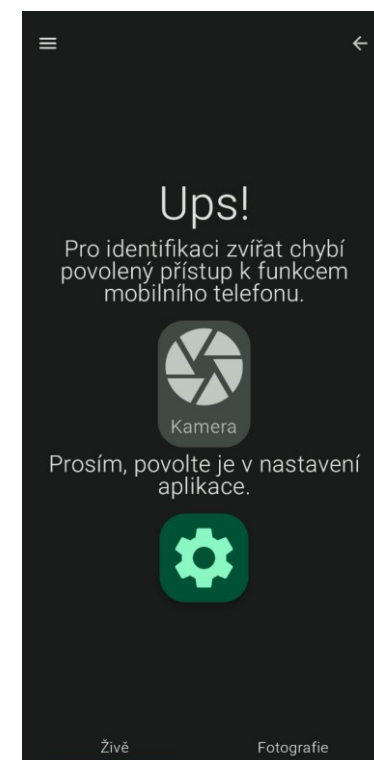 Ups!
Pro identifikaci zvířat chybí
povolený přístup k funkcem
mobilního telefonu.
Kamera
Prosím, povolte je v nastavení
aplikace.
Živě
Fotografie